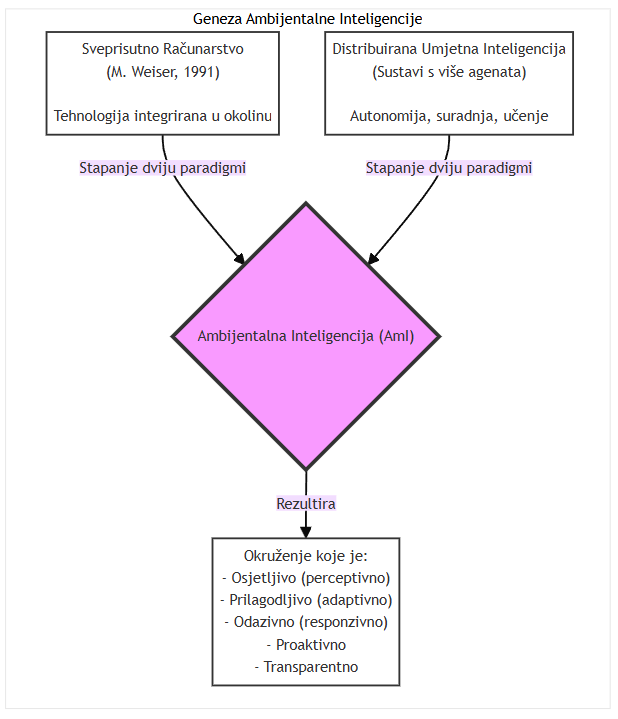 Geneza Ambijentalne Inteligencije
Sveprisutno Računarstvo
(M. Weiser, 1991)
Tehnologija integrirana u okolinu
Distribuirana Umjetna Inteligencija
(Sustavi s više agenata)
Autonomija, suradnja, učenje
Stapanje dviju paradigmi
Stapanje dviju paradigmi
Ambijentalna Inteligencija (AmI)
Rezultira
Okruženje koje je:
- Osjetljivo (perceptivno)
- Prilagodljivo (adaptivno)
- Odazivno (responzivno)
- Proaktivno
- Transparentno